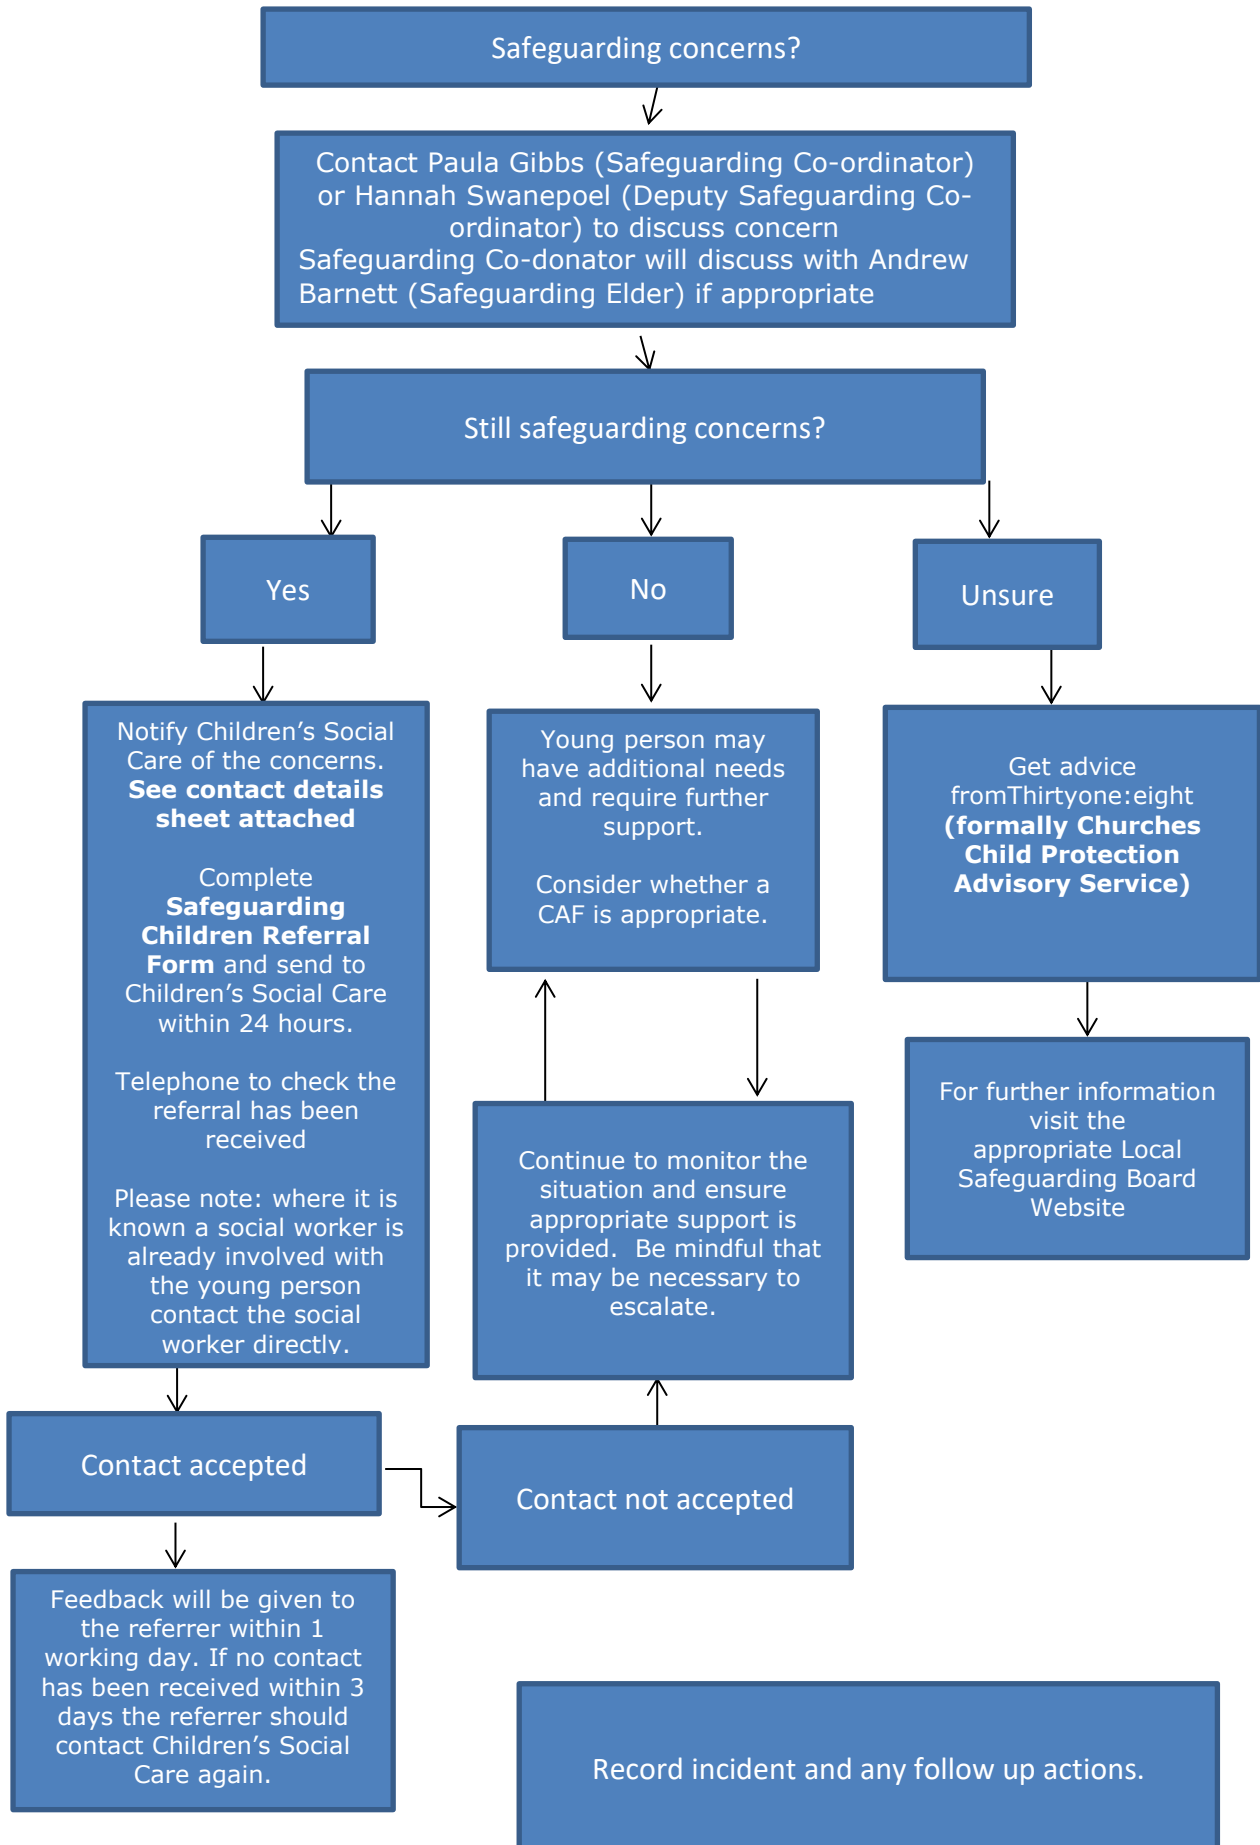 Safeguarding concerns?
Contact Paula Gibbs (Safeguarding Co-ordinator)
or Hannah Swanepoel (Deputy Safeguarding Co-
ordinator) to discuss concern
Safeguarding Co-donator will discuss with Andrew
Barnett (Safeguarding Elder) if appropriate
Still safeguarding concerns?
Yes
No
Unsure
Notify Children’s Social
Care of the concerns.
See contact details
sheet attached
Complete
Safeguarding
Children Referral
Form and send to
Children’s Social Care
within 24 hours.
Telephone to check the
referral has been
received
Please note: where it is
known a social worker is
already involved with
the young person
contact the social
worker directly.
Young person may
have additional needs
and require further
support.
Consider whether a
CAF is appropriate.
Get advice
fromThirtyone:eight
(formally Churches
Child Protection
Advisory Service)
For further information
visit the
appropriate Local
Safeguarding Board
Website
Continue to monitor the
situation and ensure
appropriate support is
provided.  Be mindful that
it may be necessary to
escalate.
Contact accepted
Contact not accepted
Feedback will be given to
the referrer within 1
working day. If no contact
has been received within 3
days the referrer should
contact Children’s Social
Care again.
Record incident and any follow up actions.